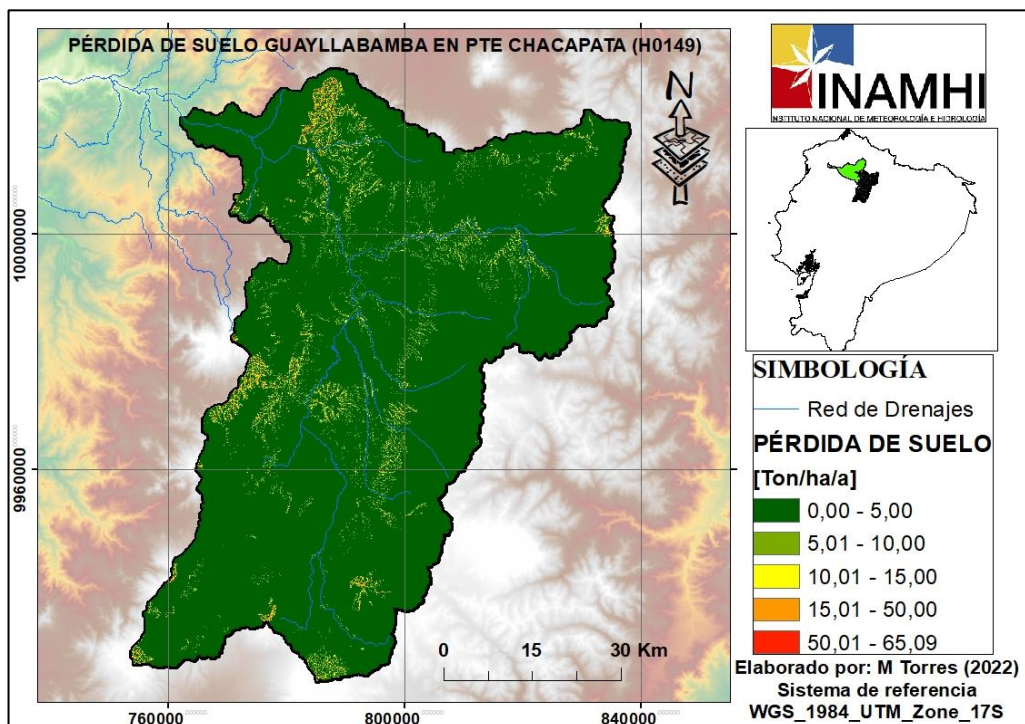 PÉRDIDA DE SUELO GUAYLLABAMBA EN PTE CHACAPATA (H0149)
N
10000000
9960000
760000
800000
840000
0 15 30 Km
INAMHI
INSTITUTO NACIONAL DE METEOROLOGÍA E HIDROLOGÍA
SIMBOLOGÍA
Red de Drenajes
PÉRDIDA DE SUELO
[Ton/ha/a]
0,00 - 5,00
5,01 - 10,00
10,01 - 15,00
15,01 - 50,00
50,01 - 65,09
Elaborado por: M Torres (2022)
Sistema de referencia
WGS_1984_UTM_Zone_17S